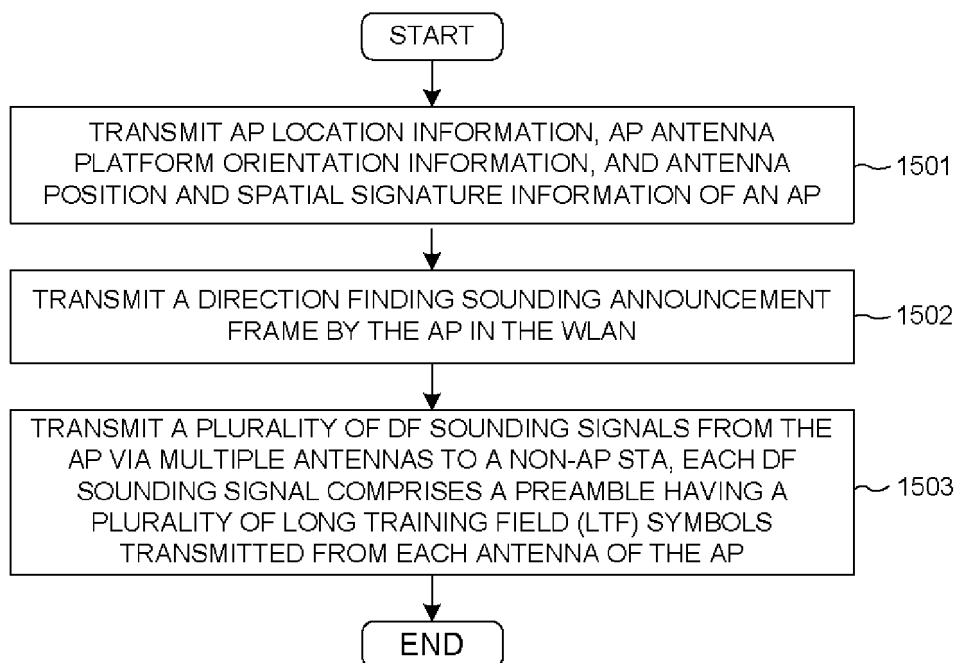 START
TRANSMIT AP LOCATION INFORMATION, AP ANTENNA
PLATFORM ORIENTATION INFORMATION, AND ANTENNA
POSITION AND SPATIAL SIGNATURE INFORMATION OF AN AP
1501
TRANSMIT A DIRECTION FINDING SOUNDING ANNOUNCEMENT
FRAME BY THE AP IN THE WLAN
1502
TRANSMIT A PLURALITY OF DF SOUNDING SIGNALS FROM THE
AP VIA MULTIPLE ANTENNAS TO A NON-AP STA, EACH DF
SOUNDING SIGNAL COMPRISES A PREAMBLE HAVING A
PLURALITY OF LONG TRAINING FIELD (LTF) SYMBOLS
TRANSMITTED FROM EACH ANTENNA OF THE AP
1503
END